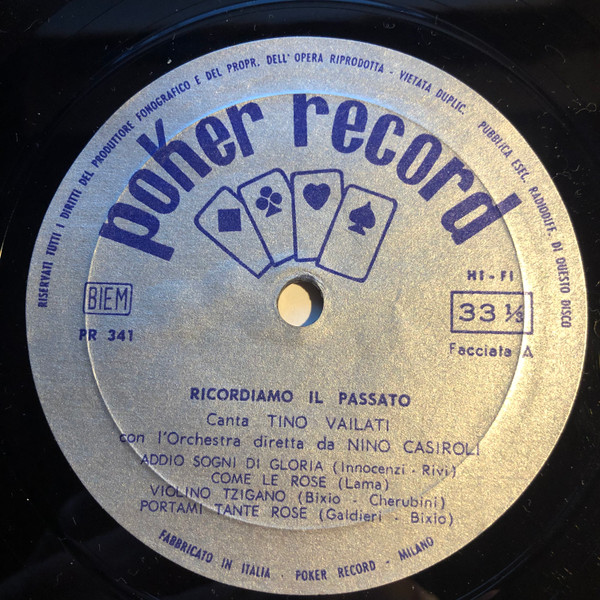 RISERVATI TUTTI I DIRITTI DEL PRODUTTORE FONOGRAFICO E DEL PROPR. DELL'OPERA RIPRODOTTA - VIETATA DUPLIC. PUBBLICA ESEC. RADIODIFF. DI QUESTO DISCO
poker record
BIEM
PR 341
HI-FI
33 ⅓
Facciata A
RICORDIAMO IL PASSATO
Canta TINO VAILATI
con l'Orchestra diretta da NINO CASIROLI
ADDIO SOGNI DI GLORIA (Innocenzi - Rivi)
COME LE ROSE (Lama)
VIOLINO TZIGANO (Bixio - Cherubini)
PORTAMI TANTE ROSE (Galdieri - Bixio)
FABBRICATO IN ITALIA · POKER RECORD - MILANO